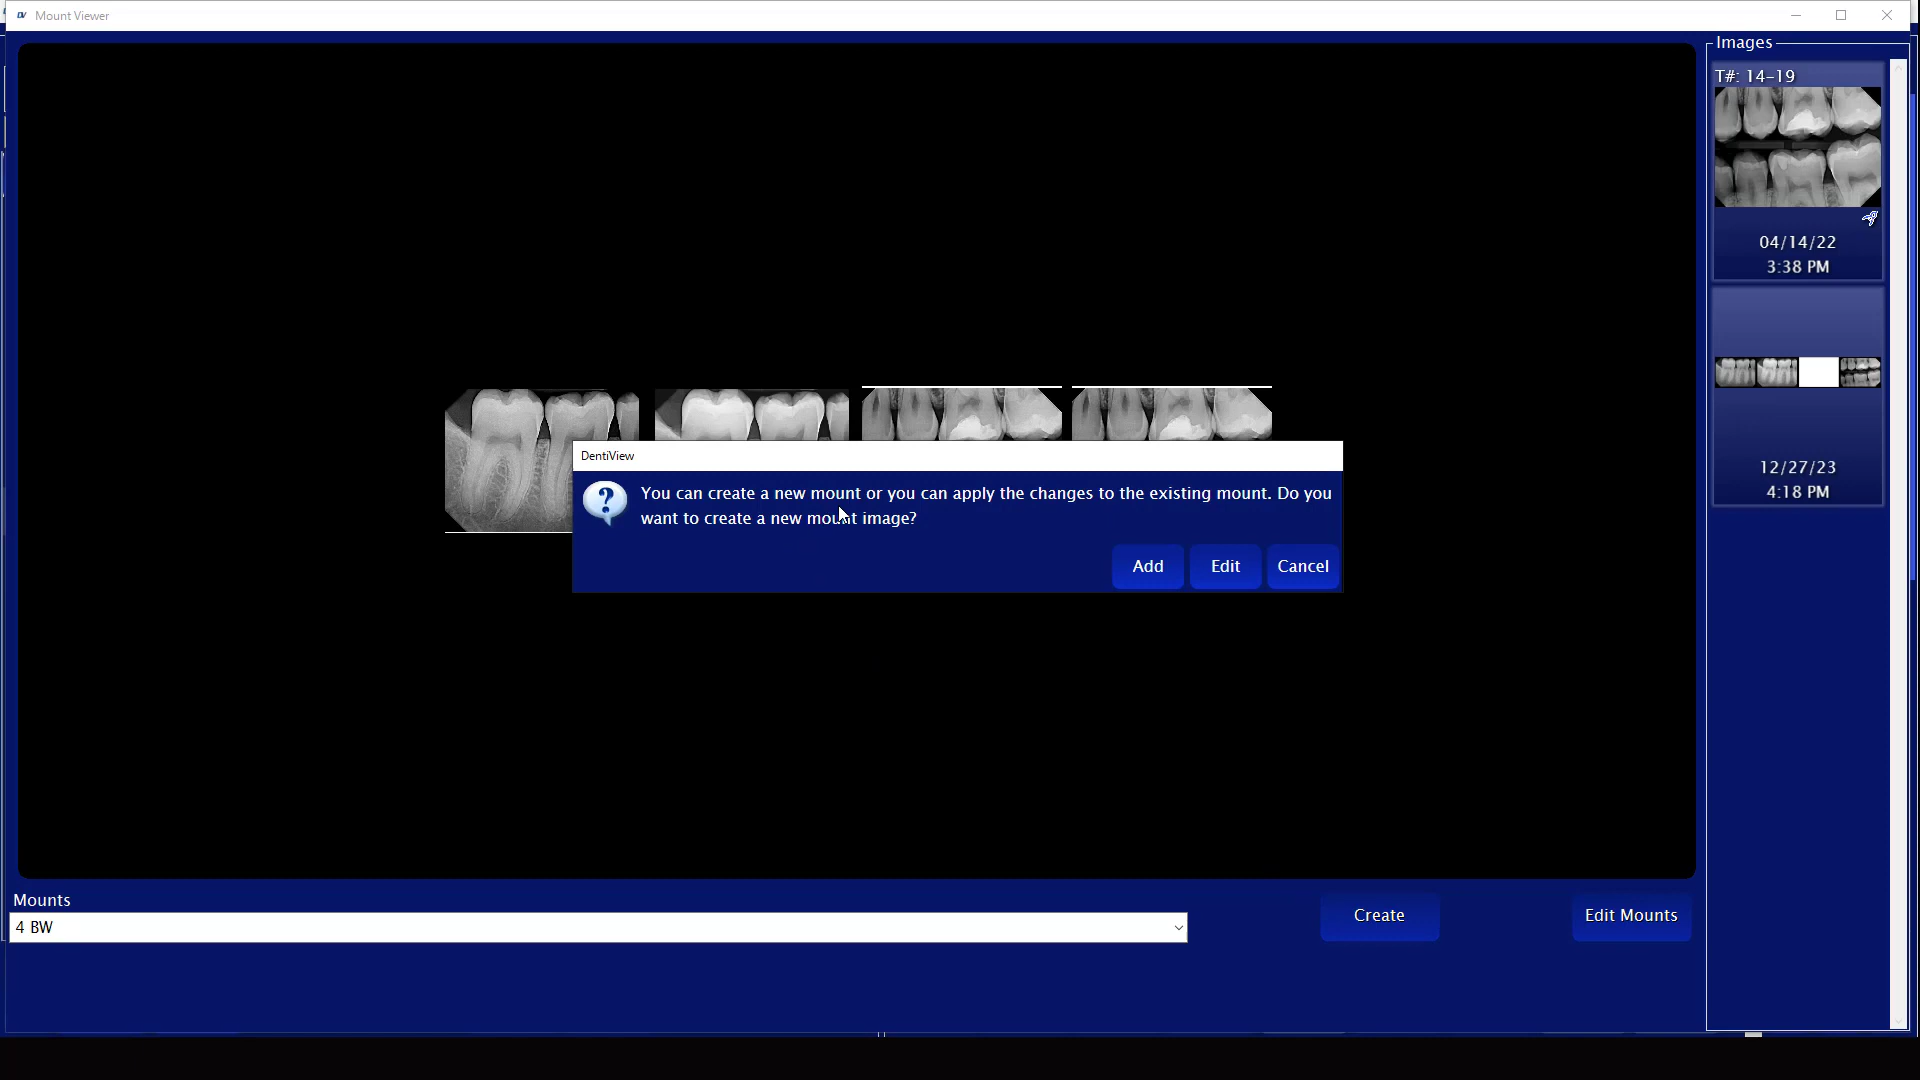 DV Mount Viewer
Images
T#: 14-19
04/14/22
3:38 PM
12/27/23
4:18 PM
DentiView
You can create a new mount or you can apply the changes to the existing mount. Do you
want to create a new mount image?
Add Edit Cancel
Mounts
4 BW
Create
Edit Mounts